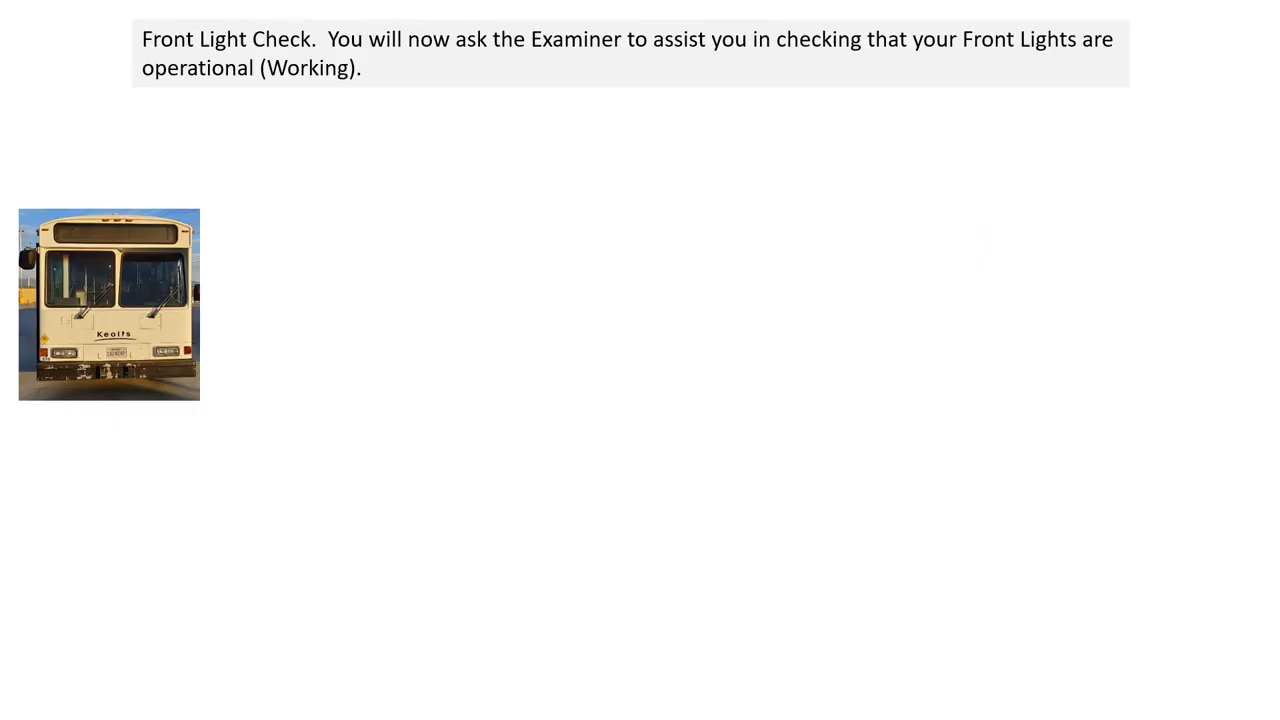 Front Light Check.  You will now ask the Examiner to assist you in checking that your Front Lights are
operational (Working).
Keolis